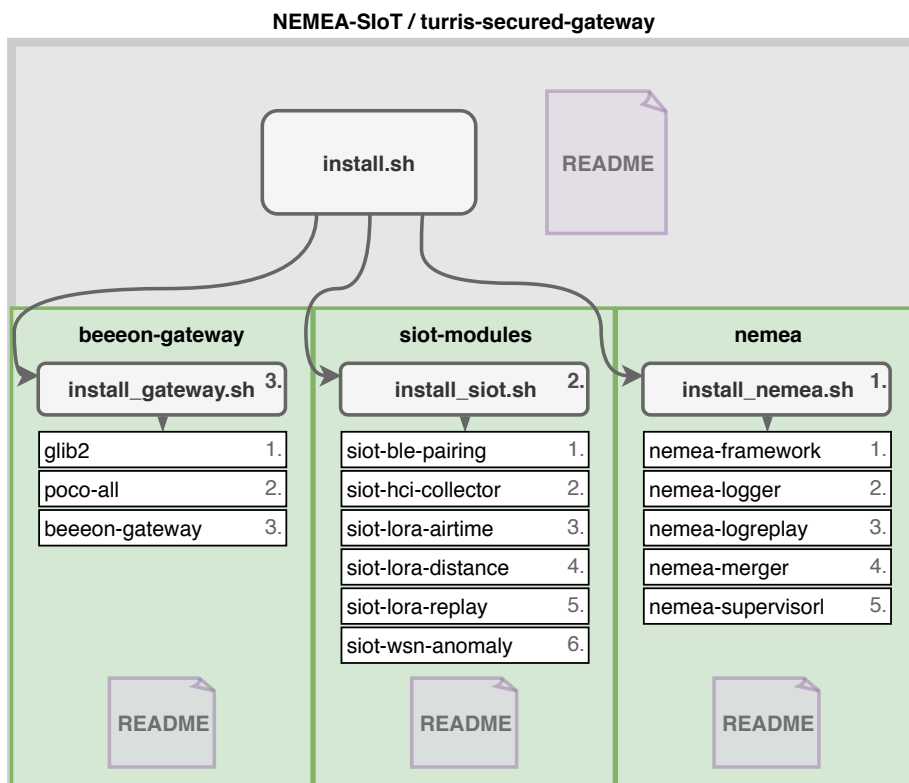 NEMEA-SIoT / turris-secured-gateway
install.sh
README
beeeon-gateway
install_gateway.sh 3.
glib2 1.
poco-all 2.
beeeon-gateway 3.
README
siot-modules
install_siot.sh 2.
siot-ble-pairing 1.
siot-hci-collector 2.
siot-lora-airtime 3.
siot-lora-distance 4.
siot-lora-replay 5.
siot-wsn-anomaly 6.
README
nemea
install_nemea.sh 1.
nemea-framework 1.
nemea-logger 2.
nemea-logreplay 3.
nemea-merger 4.
nemea-supervisorl 5.
README